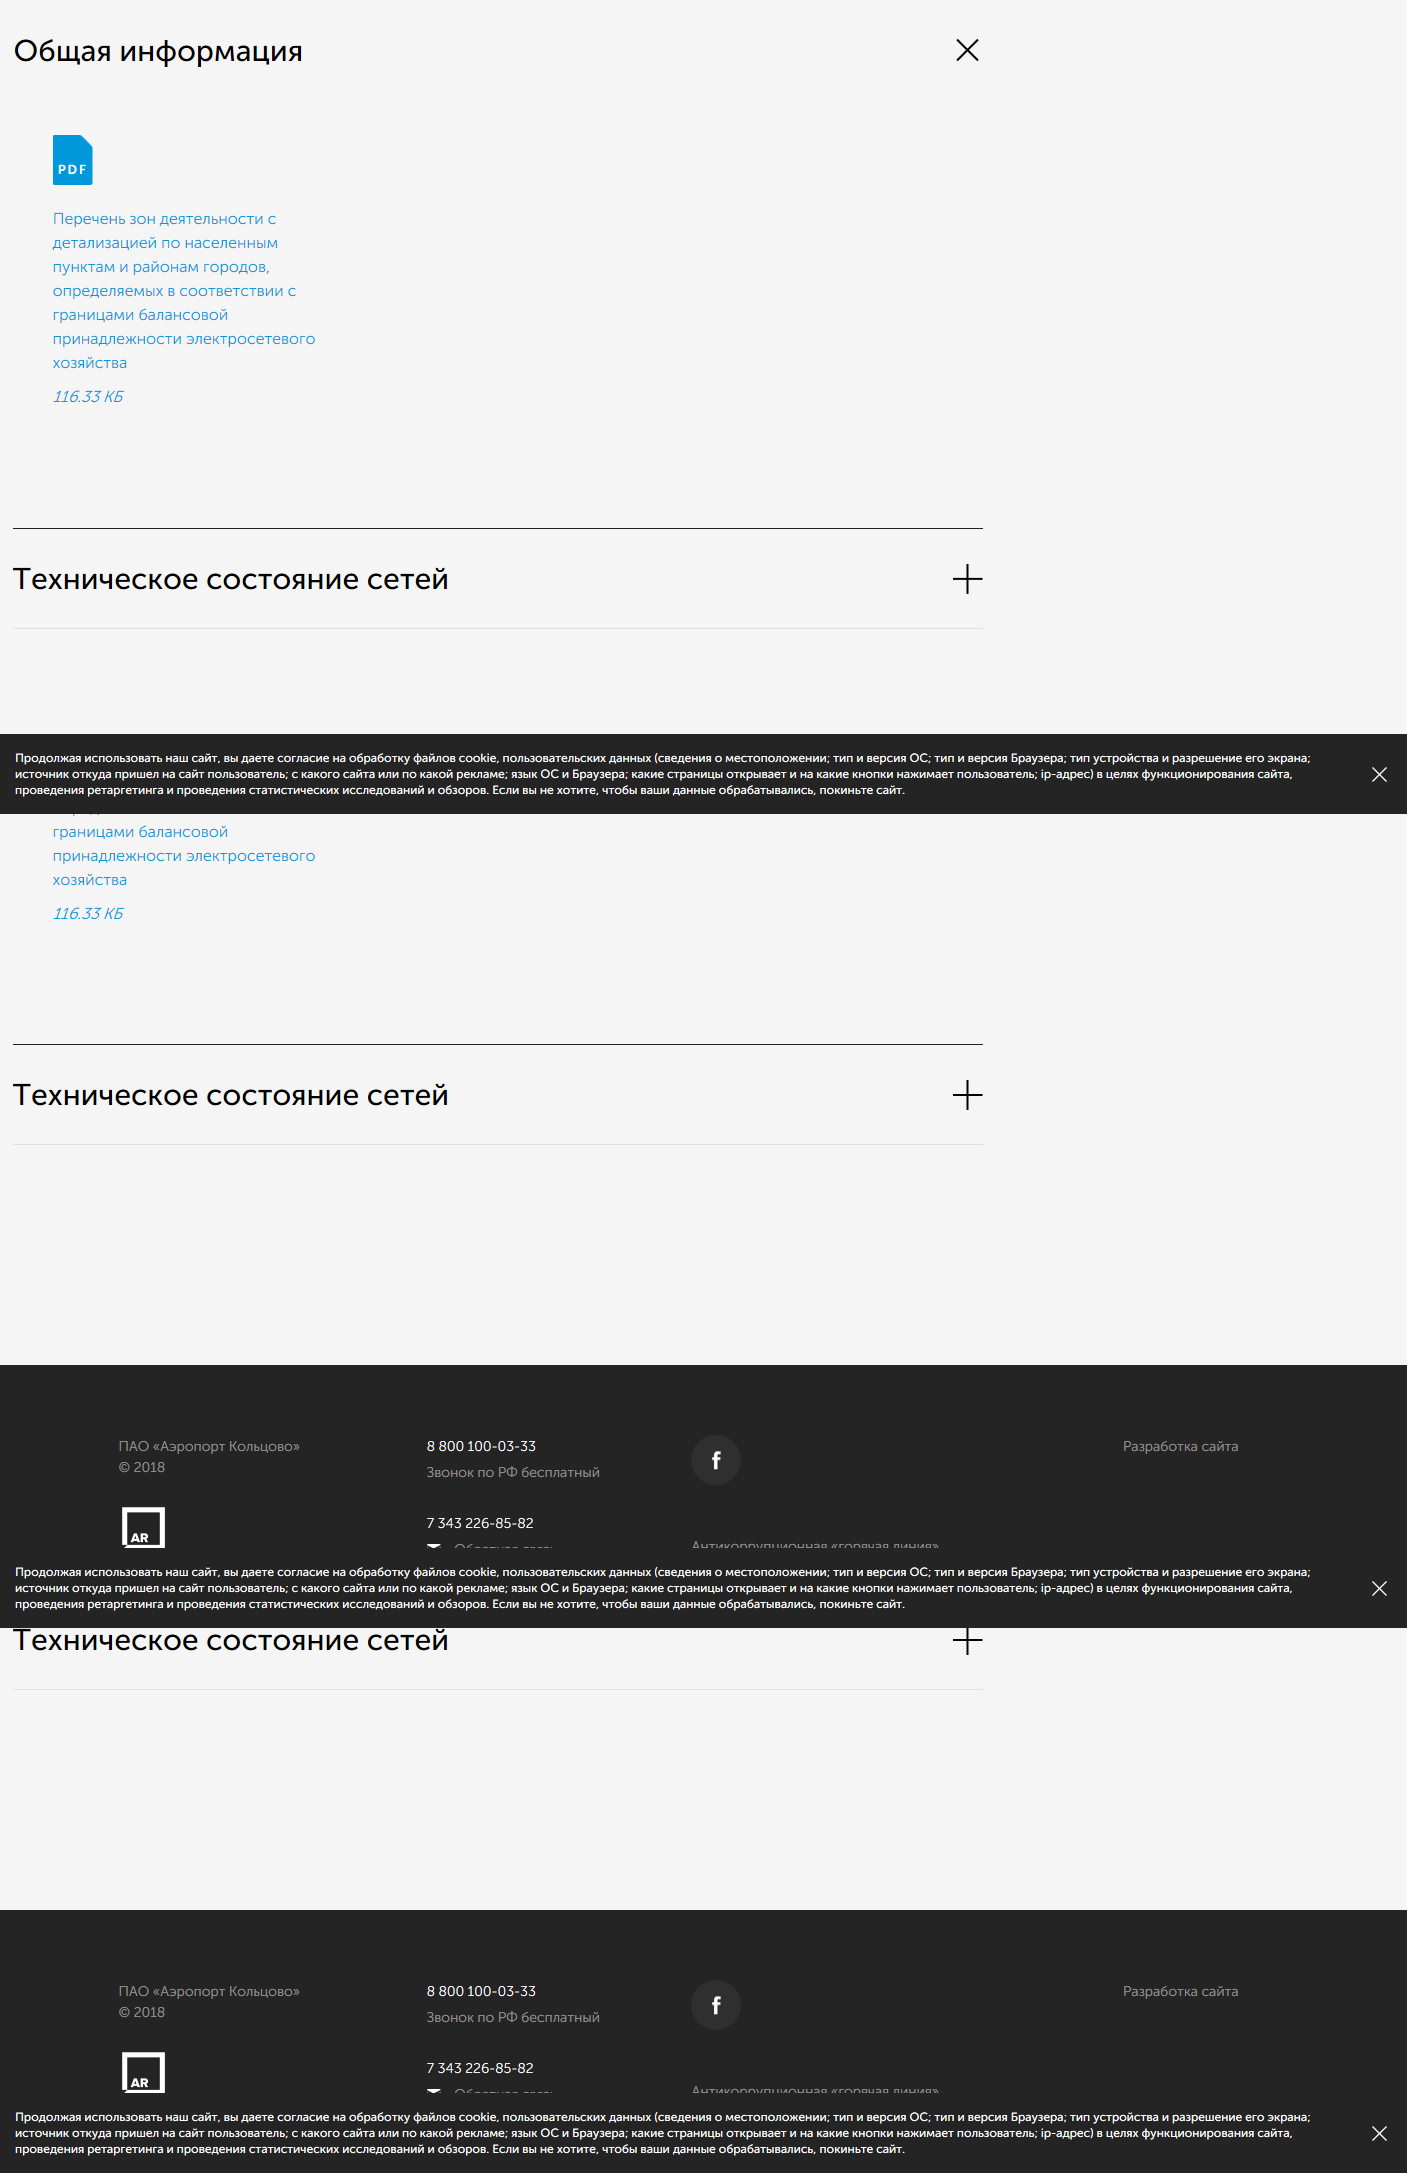 Общая информация
PDF
Перечень зон деятельности с
детализацией по населенным
пунктам и районам городов,
определяемых в соответствии с
границами балансовой
принадлежности электросетевого
хозяйства
116.33 КБ
Техническое состояние сетей
Продолжая использовать наш сайт, вы даете согласие на обработку файлов cookie, пользовательских данных (сведения о местоположении; тип и версия ОС; тип и версия Браузера; тип устройства и разрешение его экрана;
источник откуда пришел на сайт пользователь; с какого сайта или по какой рекламе; язык ОС и Браузера; какие страницы открывает и на какие кнопки нажимает пользователь; ip-адрес) в целях функционирования сайта,
проведения ретаргетинга и проведения статистических исследований и обзоров. Если вы не хотите, чтобы ваши данные обрабатывались, покиньте сайт.
границами балансовой
принадлежности электросетевого
хозяйства
116.33 КБ
Техническое состояние сетей
ПАО «Аэропорт Кольцово»
© 2018
AR
8 800 100-03-33
Звонок по РФ бесплатный
7 343 226-85-82
Антикоррупционная «горячая линия»
Разработка сайта
Продолжая использовать наш сайт, вы даете согласие на обработку файлов cookie, пользовательских данных (сведения о местоположении; тип и версия ОС; тип и версия Браузера; тип устройства и разрешение его экрана;
источник откуда пришел на сайт пользователь; с какого сайта или по какой рекламе; язык ОС и Браузера; какие страницы открывает и на какие кнопки нажимает пользователь; ip-адрес) в целях функционирования сайта,
проведения ретаргетинга и проведения статистических исследований и обзоров. Если вы не хотите, чтобы ваши данные обрабатывались, покиньте сайт.
Техническое состояние сетей
ПАО «Аэропорт Кольцово»
© 2018
AR
8 800 100-03-33
Звонок по РФ бесплатный
7 343 226-85-82
Антикоррупционная «горячая линия»
Разработка сайта
Продолжая использовать наш сайт, вы даете согласие на обработку файлов cookie, пользовательских данных (сведения о местоположении; тип и версия ОС; тип и версия Браузера; тип устройства и разрешение его экрана;
источник откуда пришел на сайт пользователь; с какого сайта или по какой рекламе; язык ОС и Браузера; какие страницы открывает и на какие кнопки нажимает пользователь; ip-адрес) в целях функционирования сайта,
проведения ретаргетинга и проведения статистических исследований и обзоров. Если вы не хотите, чтобы ваши данные обрабатывались, покиньте сайт.